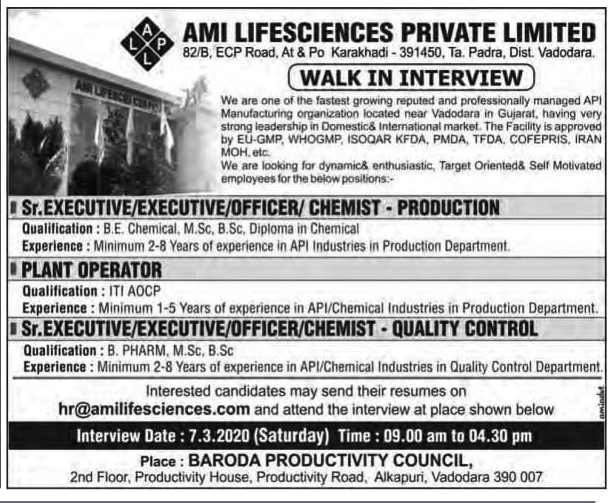 A
L P
L
AMI LIFESCIENCES PRIVATE LIMITED
82/B, ECP Road, At & Po Karakhadi - 391450, Ta. Padra, Dist. Vadodara.
WALK IN INTERVIEW
AMI LIFESCIENCES PVT.
We are one of the fastest growing reputed and professionally managed API
Manufacturing organization located near Vadodara in Gujarat, having very
strong leadership in Domestic& International market. The Facility is approved
by EU-GMP, WHOGMP, ISOQAR KFDA, PMDA, TFDA, COFEPRIS, IRAN
MOH, etc.
We are looking for dynamic& enthusiastic, Target Oriented& Self Motivated
employees for the below positions:-
Sr.EXECUTIVE/EXECUTIVE/OFFICER/ CHEMIST - PRODUCTION
Qualification : B.E. Chemical, M.Sc, B.Sc, Diploma in Chemical
Experience : Minimum 2-8 Years of experience in API Industries in Production Department.
PLANT OPERATOR
Qualification : ITI AOCP
Experience : Minimum 1-5 Years of experience in API/Chemical Industries in Production Department.
Sr.EXECUTIVE/EXECUTIVE/OFFICER/CHEMIST - QUALITY CONTROL
Qualification : B. PHARM, M.Sc, B.Sc
Experience : Minimum 2-8 Years of experience in API/Chemical Industries in Quality Control Department.
Interested candidates may send their resumes on
hr@amilifesciences.com and attend the interview at place shown below
Interview Date : 7.3.2020 (Saturday) Time : 09.00 am to 04.30 pm
Place : BARODA PRODUCTIVITY COUNCIL,
2nd Floor, Productivity House, Productivity Road, Alkapuri, Vadodara 390 007